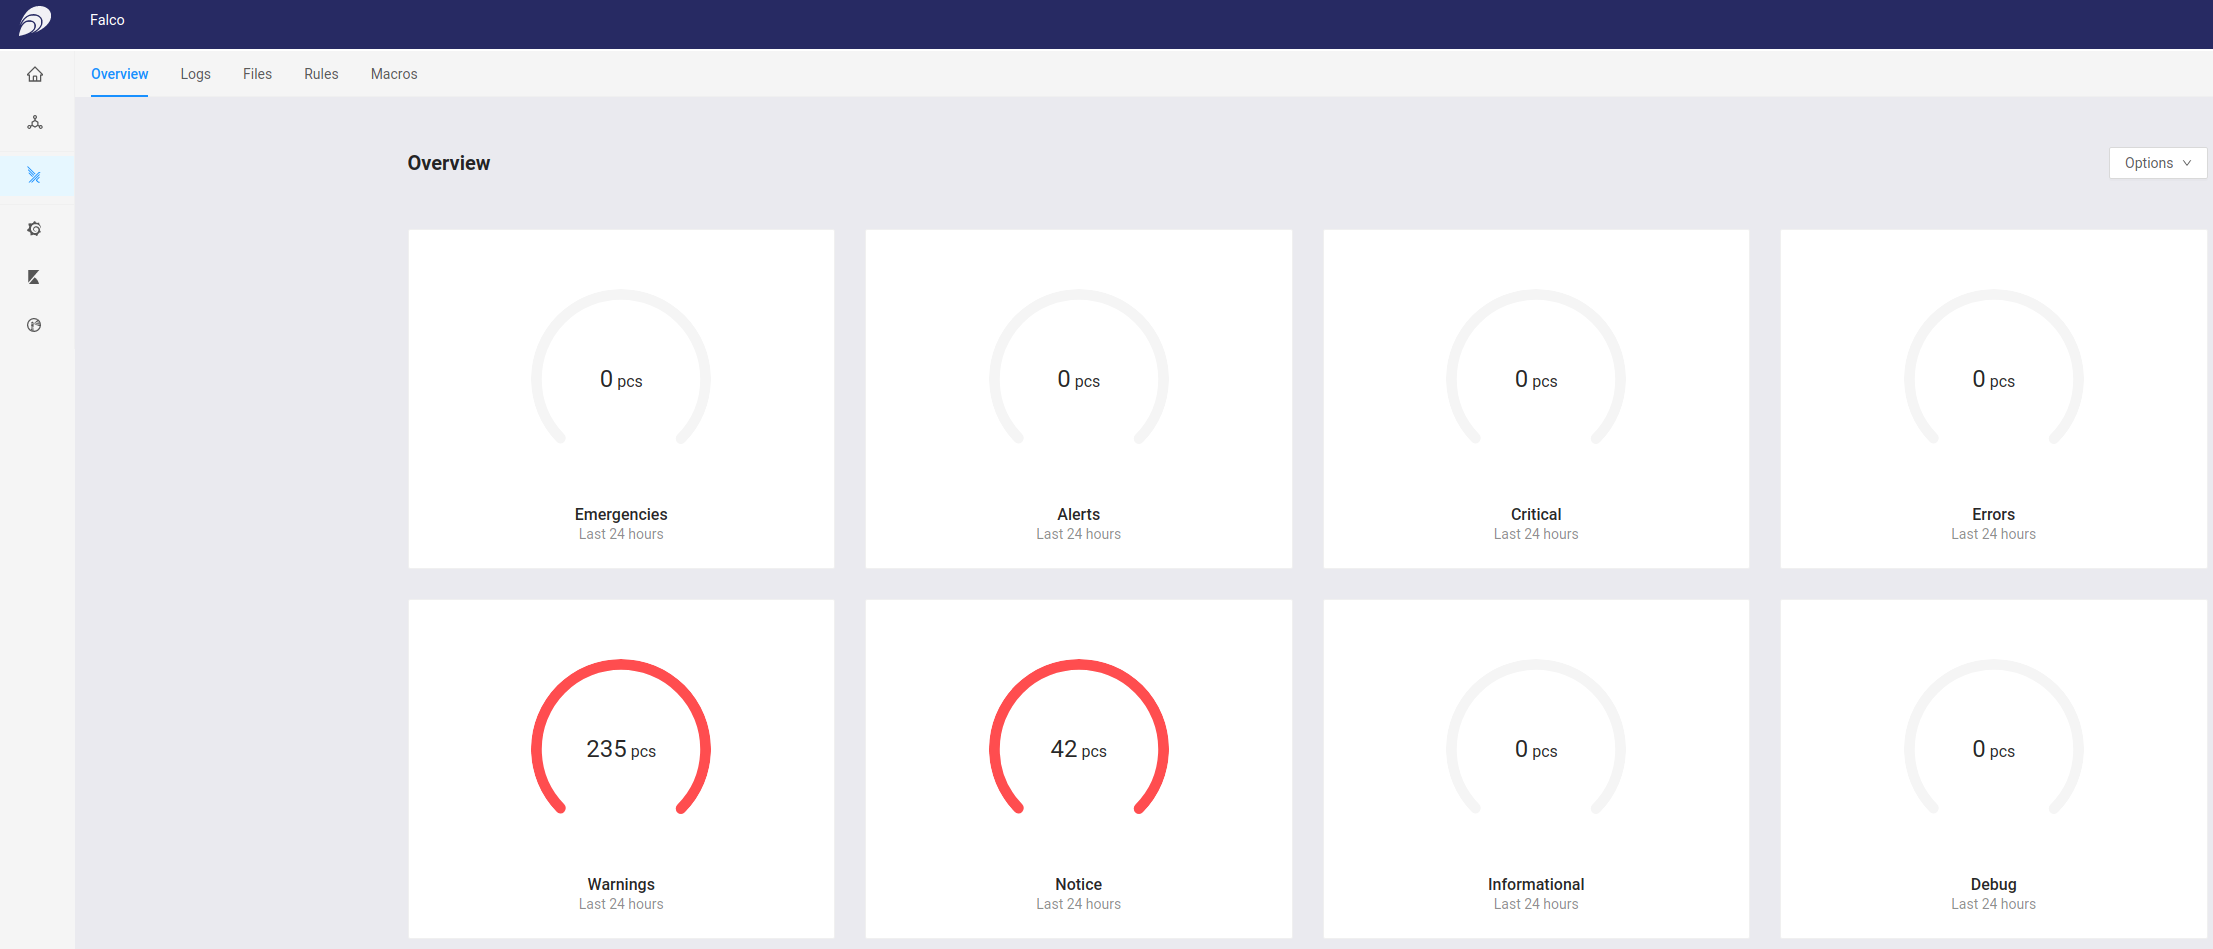 Falco
Overview Logs Files Rules Macros
Overview
Options
0 pcs
Emergencies
Last 24 hours
0 pcs
Alerts
Last 24 hours
0 pcs
Critical
Last 24 hours
0 pcs
Errors
Last 24 hours
235 pcs
Warnings
Last 24 hours
42 pcs
Notice
Last 24 hours
0 pcs
Informational
Last 24 hours
0 pcs
Debug
Last 24 hours